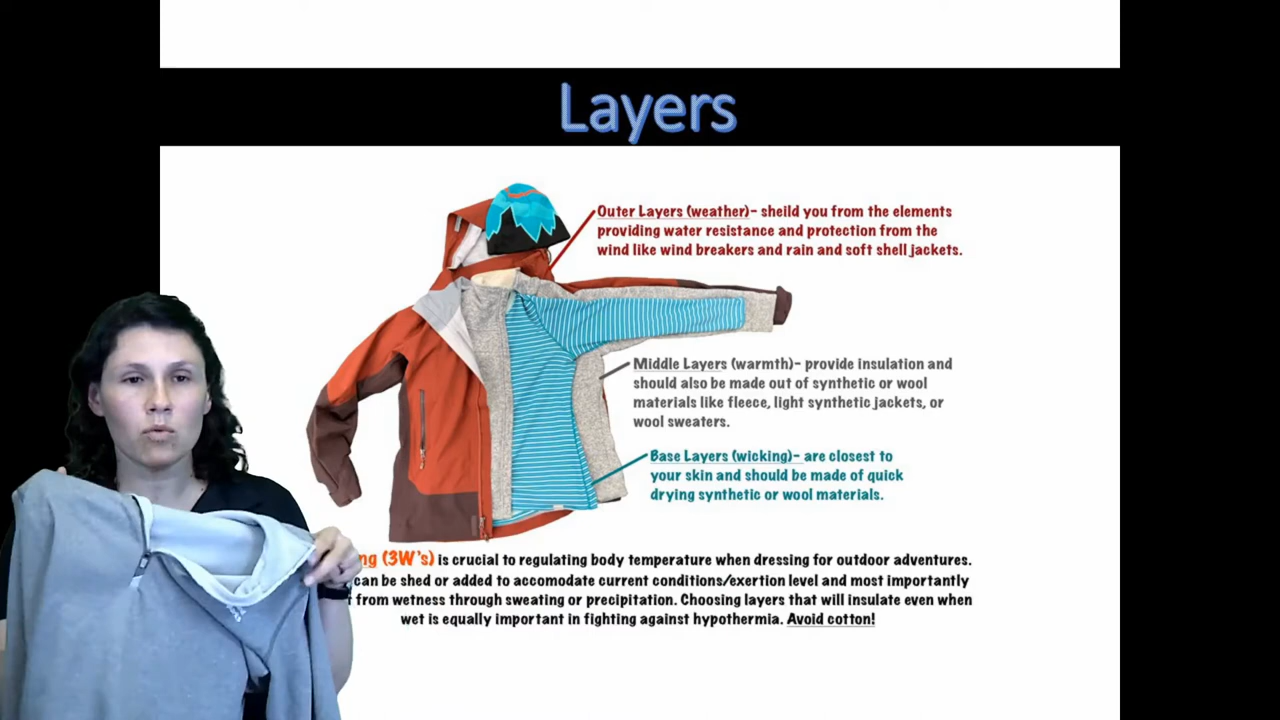 Layers
Outer Layers (weather)- sheild you from the elements
providing water resistance and protection from the
wind like wind breakers and rain and soft shell jackets.
Middle Layers (warmth)- provide insulation and
should also be made out of synthetic or wool
materials like fleece, light synthetic jackets, or
wool sweaters.
Base Layers (wicking)- are closest to
your skin and should be made of quick
drying synthetic or wool materials.
ng (3W's) is crucial to regulating body temperature when dressing for outdoor adventures.
can be shed or added to accomodate current conditions/exertion level and most importantly
from wetness through sweating or precipitation. Choosing layers that will insulate even when
wet is equally important in fighting against hypothermia. Avoid cotton!